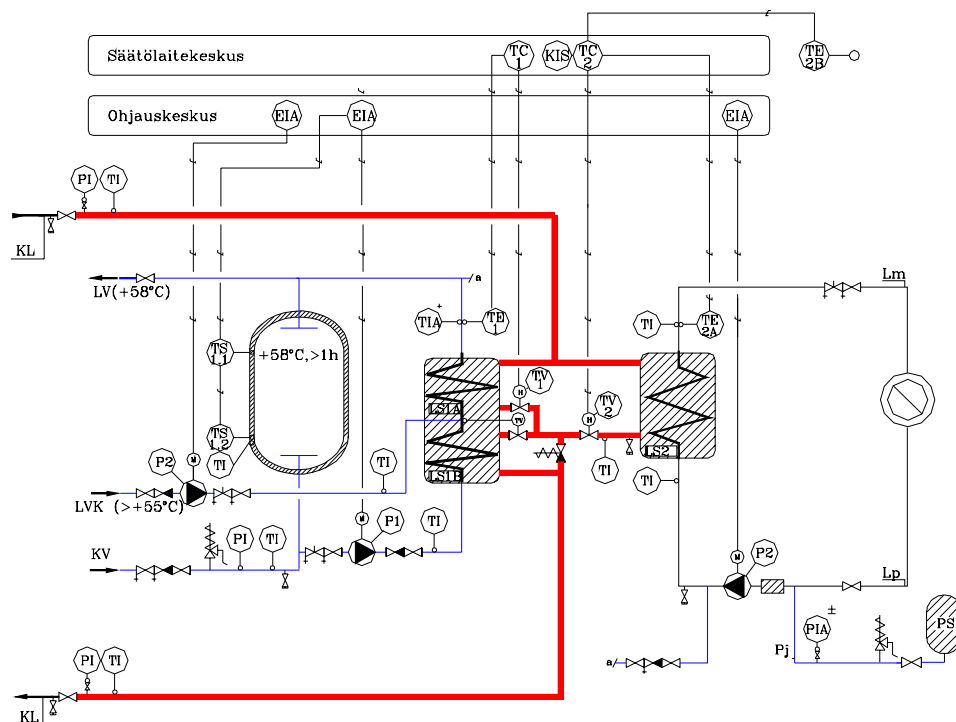 Säätölaitekeskus
TC 1
KIS
TC 2
TE 2B
Ohjauskeskus
EIA
EIA
EIA
PI
TI
KL
a
LV(+58°C)
Lm
+58°C,>1h
TIA +
TE 1
TI
TE 2A
TS 1.1
TV 1
H
TV 2
H
LS1A
TV
TS 1.2
TI
LS1B
LS2
TI
TI
P2
M
TI
LVK (>+55°C)
M
P1
TI
KV
PI
TI
M
P2
Lp
PIA ±
PS
Pj
a
PI
TI
KL